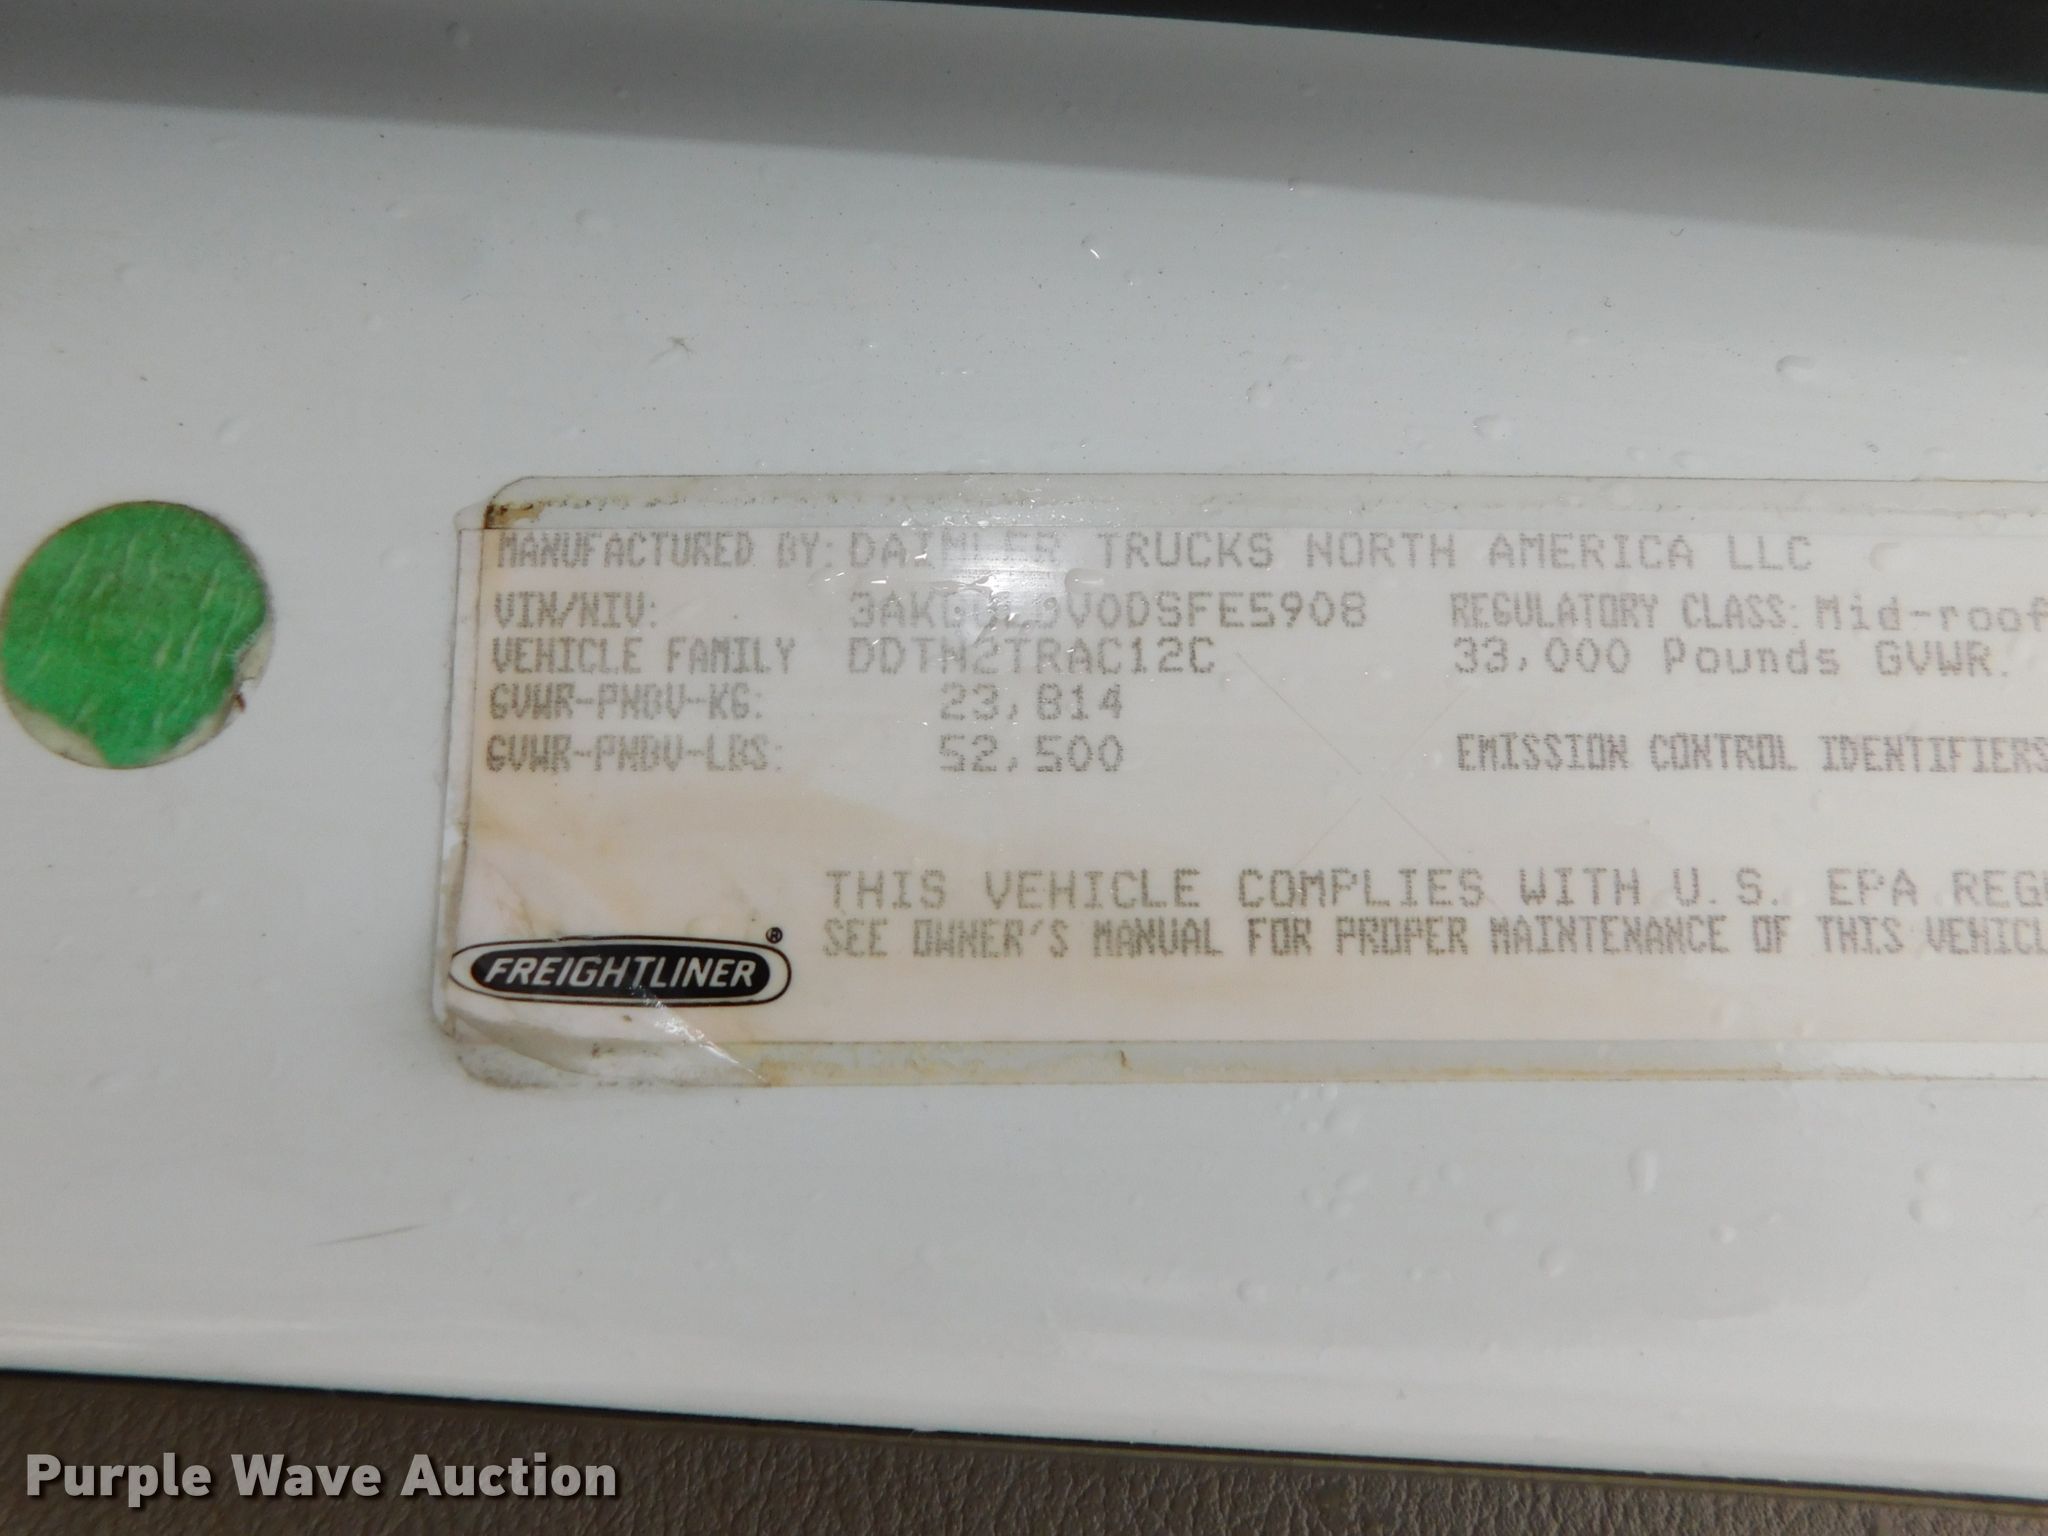 MANUFACTURED BY: DAIMLER TRUCKS NORTH AMERICA LLC
VIN/NIV:
REGULATORY CLASS: Mid-roof
VEHICLE FAMILY DDTN2TRAC12C
33,000 Pounds GVWR.
GVWR-PNBV-KG: 23,814
GVWR-PNBV-LBS: 52,500
EMISSION CONTROL IDENTIFIERS
THIS VEHICLE COMPLIES WITH U.S. EPA REGU
SEE OWNER'S MANUAL FOR PROPER MAINTENANCE OF THIS VEHICL
FREIGHTLINER®
Purple Wave Auction